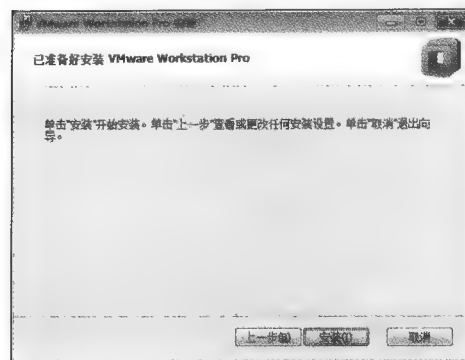 VMware Workstation Pro 安装
已准备好安装 VMware Workstation Pro
单击“安装”开始安装。单击“上一步”查看或更改任何安装设置。单击“取消”退出向
导。
上一步(B) 安装(I) 取消